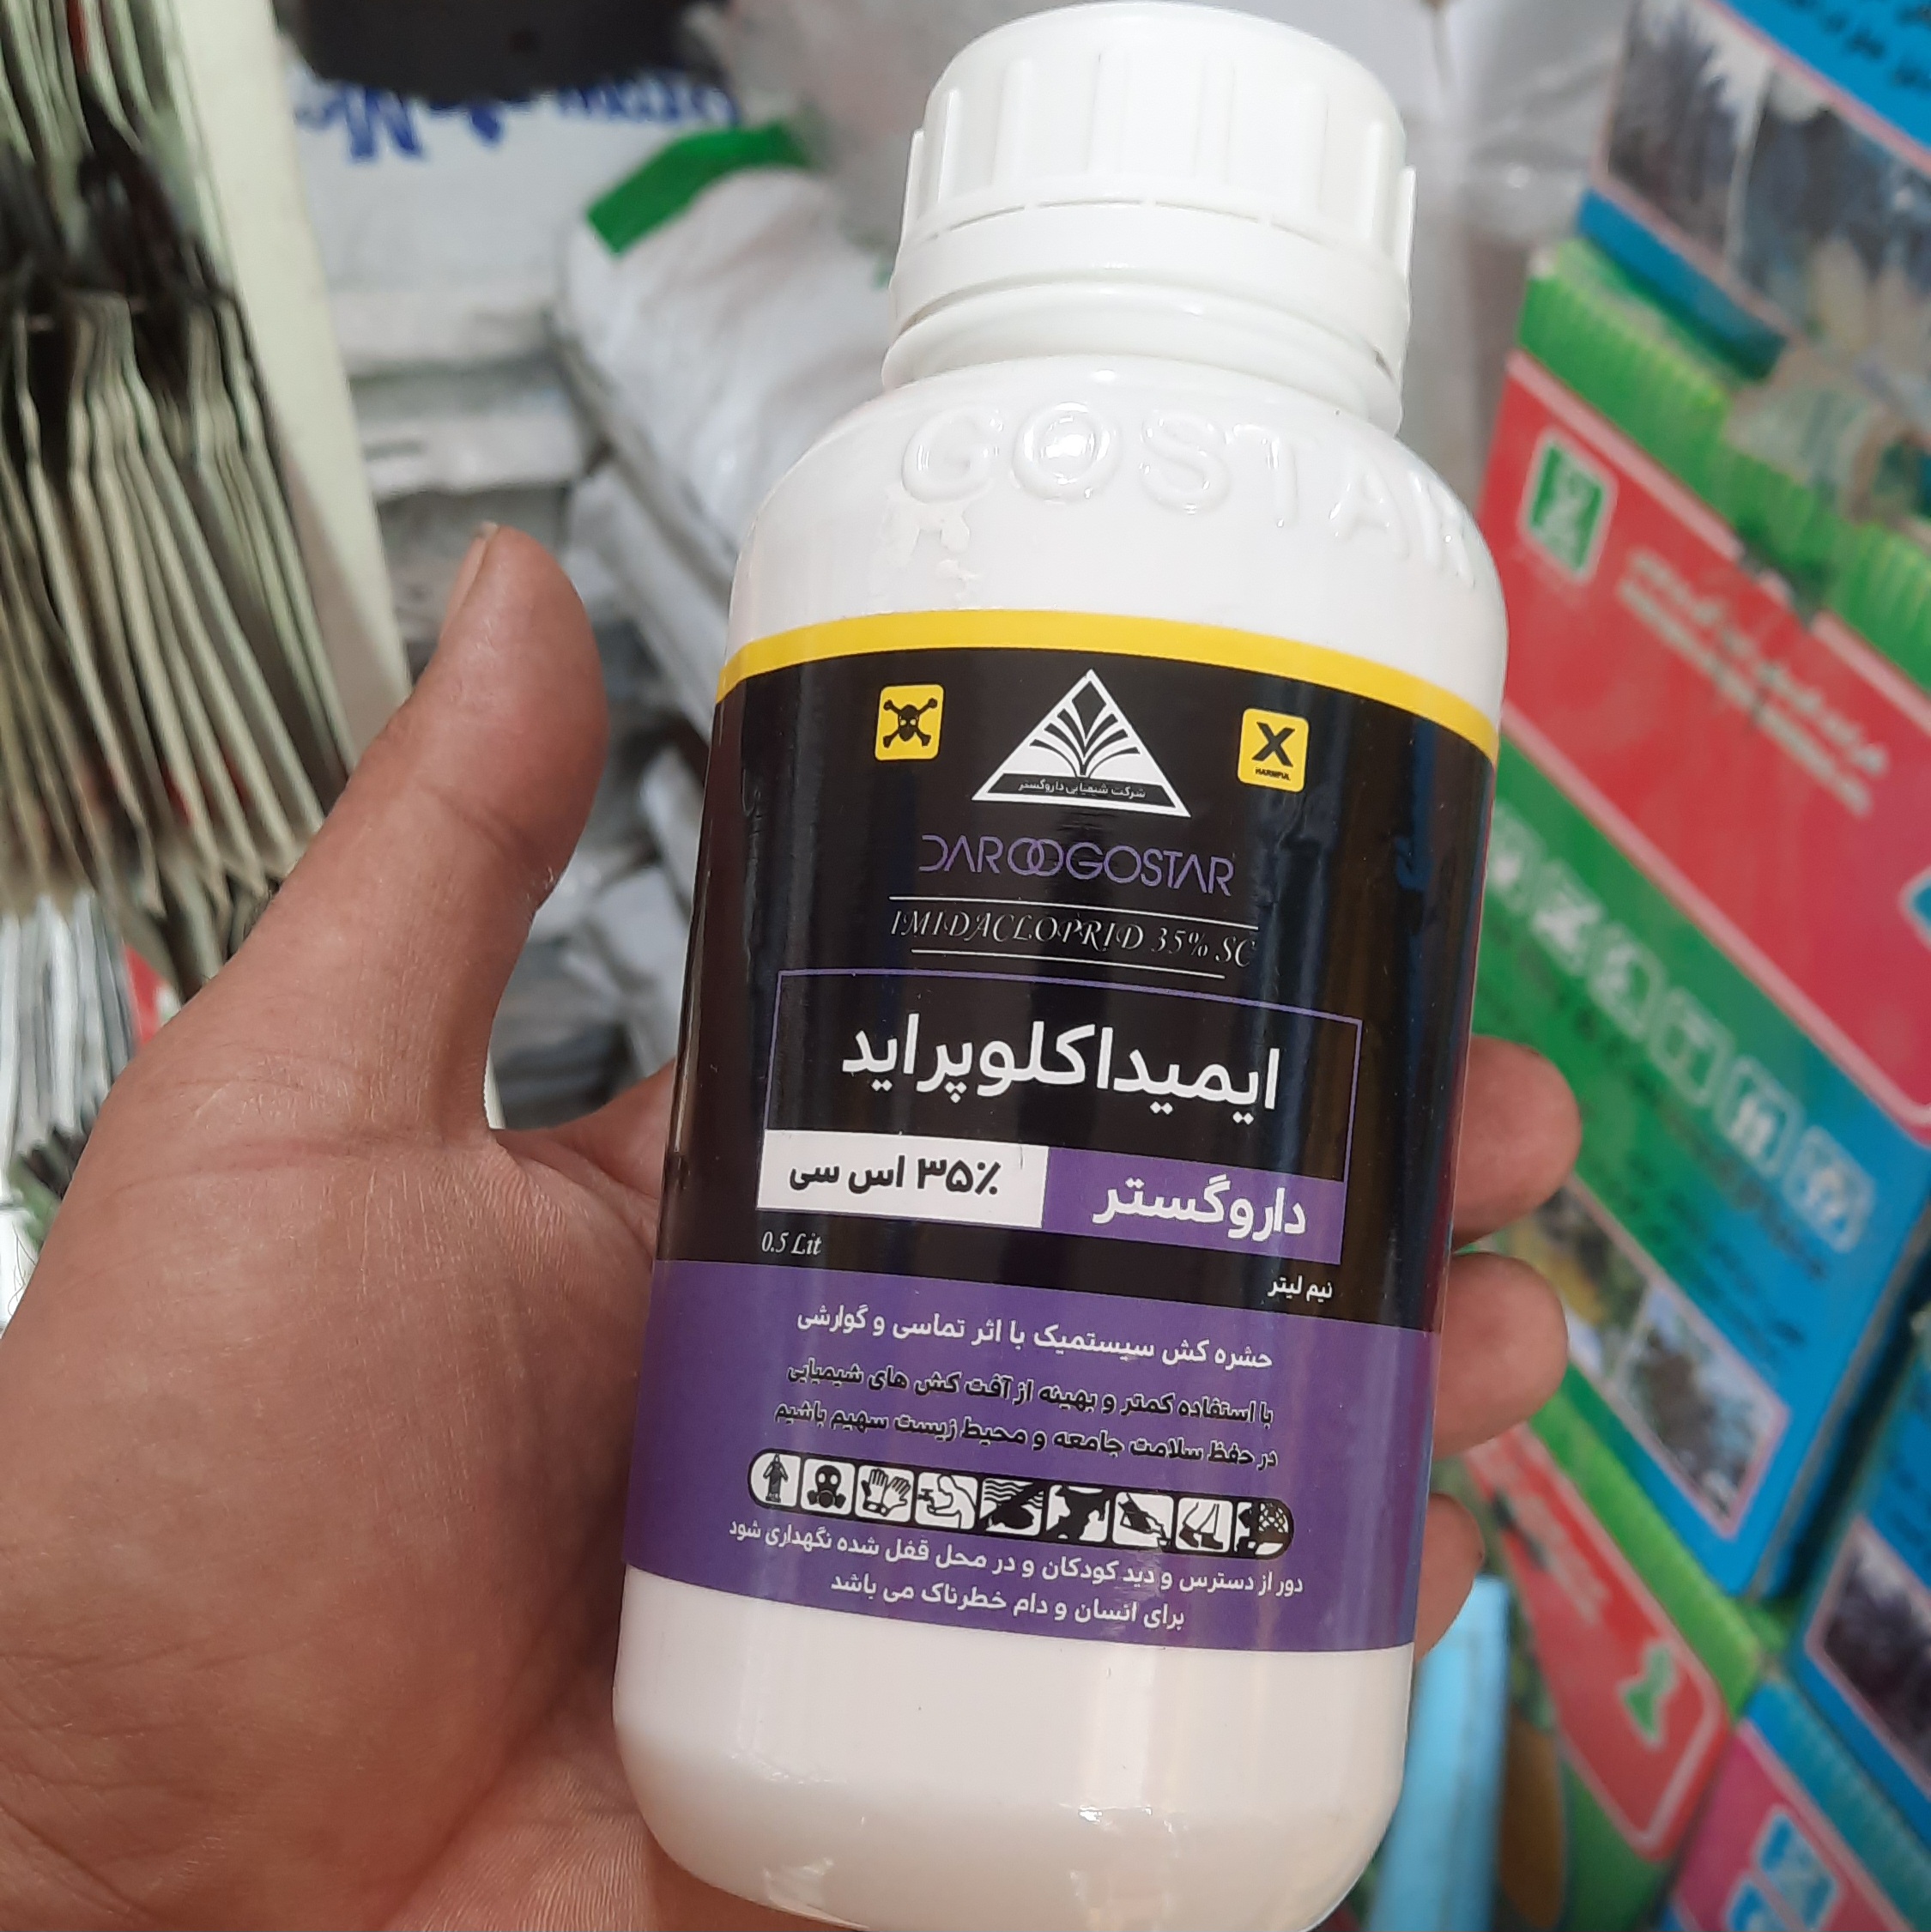 GOSTAR
HARMFUL
شرکت شیمیایی داروگستر
DAROOGOSTAR
IMIDACLOPRID 35% SC
ایمیداکلوپراید
داروگستر
۳۵٪ اس سی
0.5 Lit
نیم لیتر
حشره کش سیستمیک با اثر تماسی و گوارشی
با استفاده کمتر و بهینه از آفت کش های شیمیایی
در حفظ سلامت جامعه و محیط زیست سهیم باشیم
دور از دسترس و دید کودکان و در محل قفل شده نگهداری شود
برای انسان و دام خطرناک می باشد